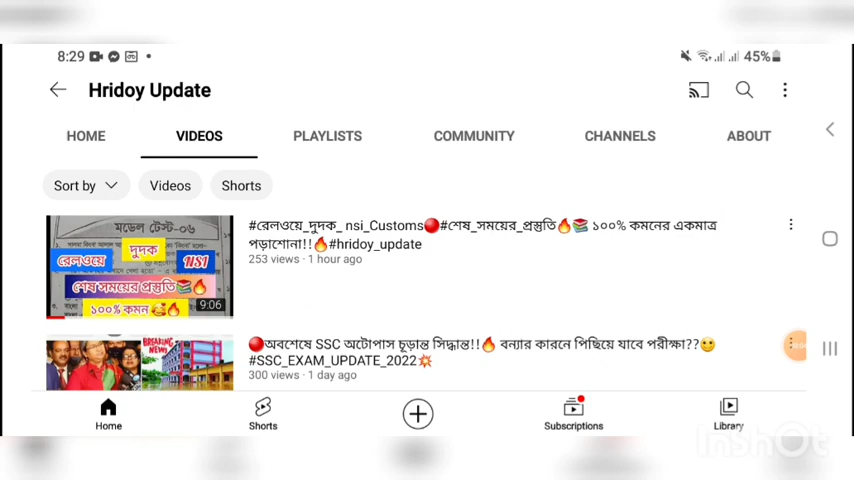 8:29
45%
Hridoy Update
HOME VIDEOS PLAYLISTS COMMUNITY CHANNELS ABOUT
Sort by Videos Shorts
#রেলওয়ে_দুদক_ nsi_Customs🔴#শেষ_সময়ের_প্রস্তুতি🔥📚 ১০০% কমনের একমাত্র
পড়াশোনা!!🔥#hridoy_update
253 views · 1 hour ago
মডেল টেস্ট-০৬
দুদক
রেলওয়ে NSI
শেষ সময়ের প্রস্তুতি📚🔥
9:06
১০০% কমন🥰🔥
🔴অবশেষে SSC অটোপাস চূড়ান্ত সিদ্ধান্ত!!🔥 বন্যার কারনে পিছিয়ে যাবে পরীক্ষা??🙂
#SSC_EXAM_UPDATE_2022💥
300 views · 1 day ago
BREAKING
NEWS
Home Shorts Subscriptions Library
InShOt